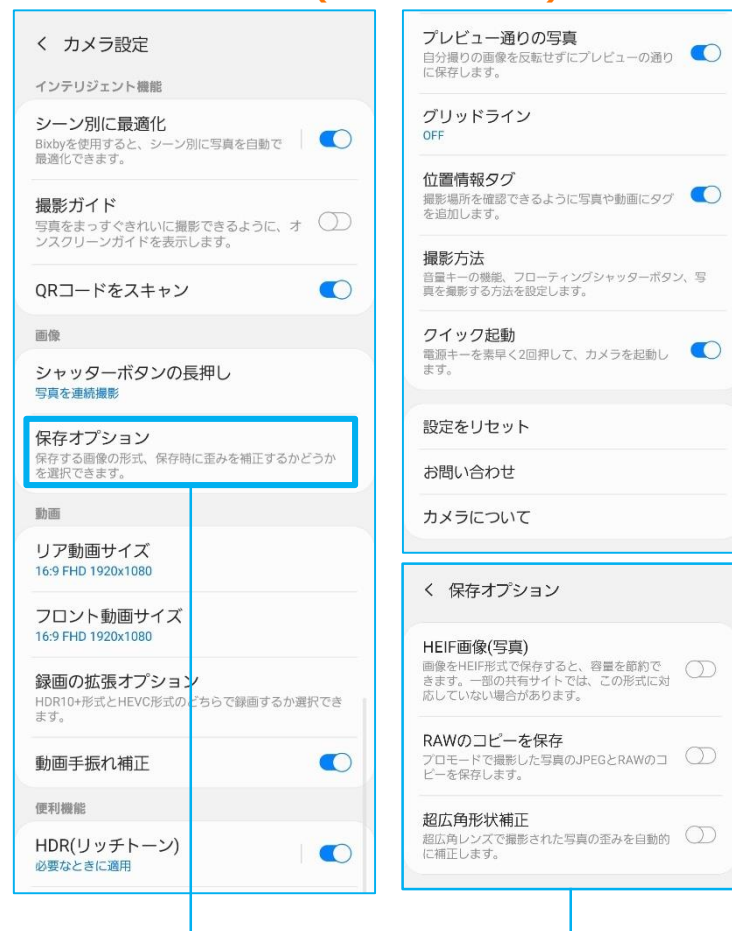 カメラ設定
インテリジェント機能
シーン別に最適化
Bixbyを使用すると、シーン別に写真を自動で
最適化できます。
撮影ガイド
写真をまっすぐきれいに撮影できるように、オ
ンスクリーンガイドを表示します。
QRコードをスキャン
画像
シャッターボタンの長押し
写真を連続撮影
保存オプション
保存する画像の形式、保存時に歪みを補正するかどうか
を選択できます。
動画
リア動画サイズ
16:9 FHD 1920x1080
フロント動画サイズ
16:9 FHD 1920x1080
録画の拡張オプション
HDR10+形式とHEVC形式のどちらで録画するか選択でき
ます。
動画手振れ補正
便利機能
HDR(リッチトーン)
必要なときに適用
プレビュー通りの写真
自分撮りの画像を反転せずにプレビューの通り
に保存します。
グリッドライン
OFF
位置情報タグ
撮影場所を確認できるように写真や動画にタグ
を追加します。
撮影方法
音量キーの機能、フローティングシャッターボタン、写
真を撮影する方法を設定します。
クイック起動
電源キーを素早く2回押して、カメラを起動し
ます。
設定をリセット
お問い合わせ
カメラについて
保存オプション
HEIF画像(写真)
画像をHEIF形式で保存すると、容量を節約で
きます。一部の共有サイトでは、この形式に対
応していない場合があります。
RAWのコピーを保存
プロモードで撮影した写真のJPEGとRAWのコ
ピーを保存します。
超広角形状補正
超広角レンズで撮影された写真の歪みを自動的
に補正します。